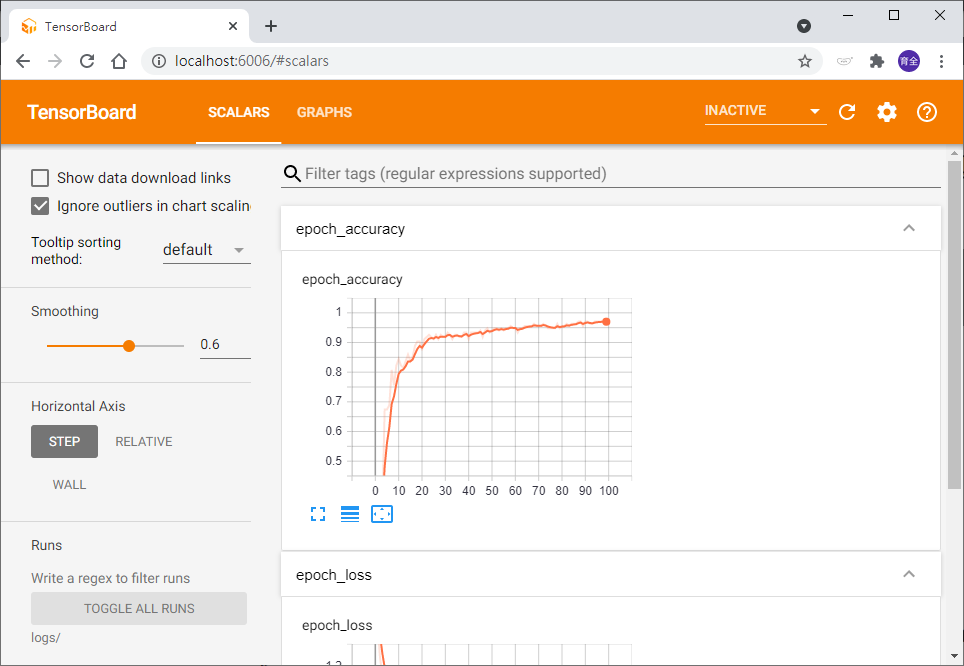 TensorBoard
localhost:6006/#scalars
育全
TensorBoard
SCALARS
GRAPHS
INACTIVE
Show data download links
Ignore outliers in chart scalin
Tooltip sorting
method:
default
Smoothing
0.6
Horizontal Axis
STEP
RELATIVE
WALL
Runs
Write a regex to filter runs
TOGGLE ALL RUNS
logs/
Filter tags (regular expressions supported)
epoch_accuracy
epoch_accuracy
1
0.9
0.8
0.7
0.6
0.5
0 10 20 30 40 50 60 70 80 90 100
epoch_loss
epoch_loss
1.2